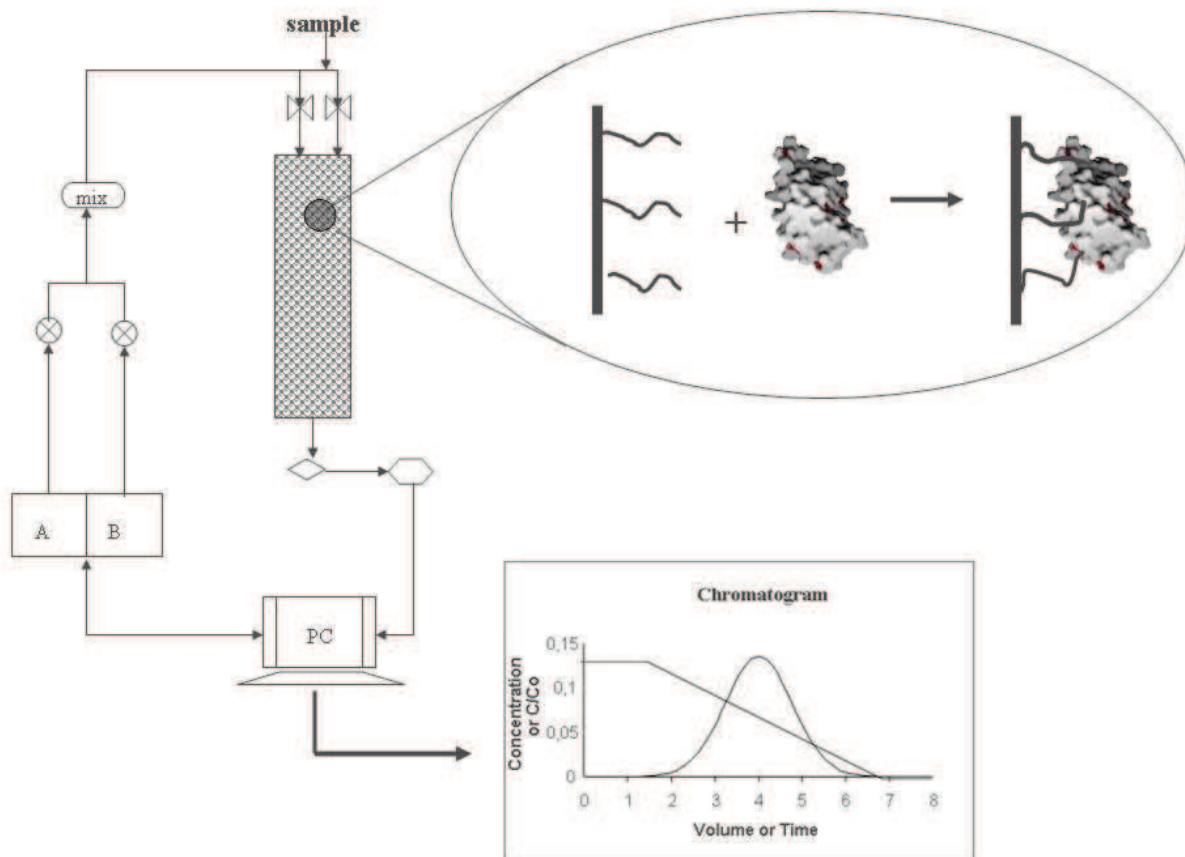 sample
mix
+
A B
PC
Chromatogram
Concentration
or C/Co
0,15
0,1
0,05
0
0 1 2 3 4 5 6 7 8
Volume or Time